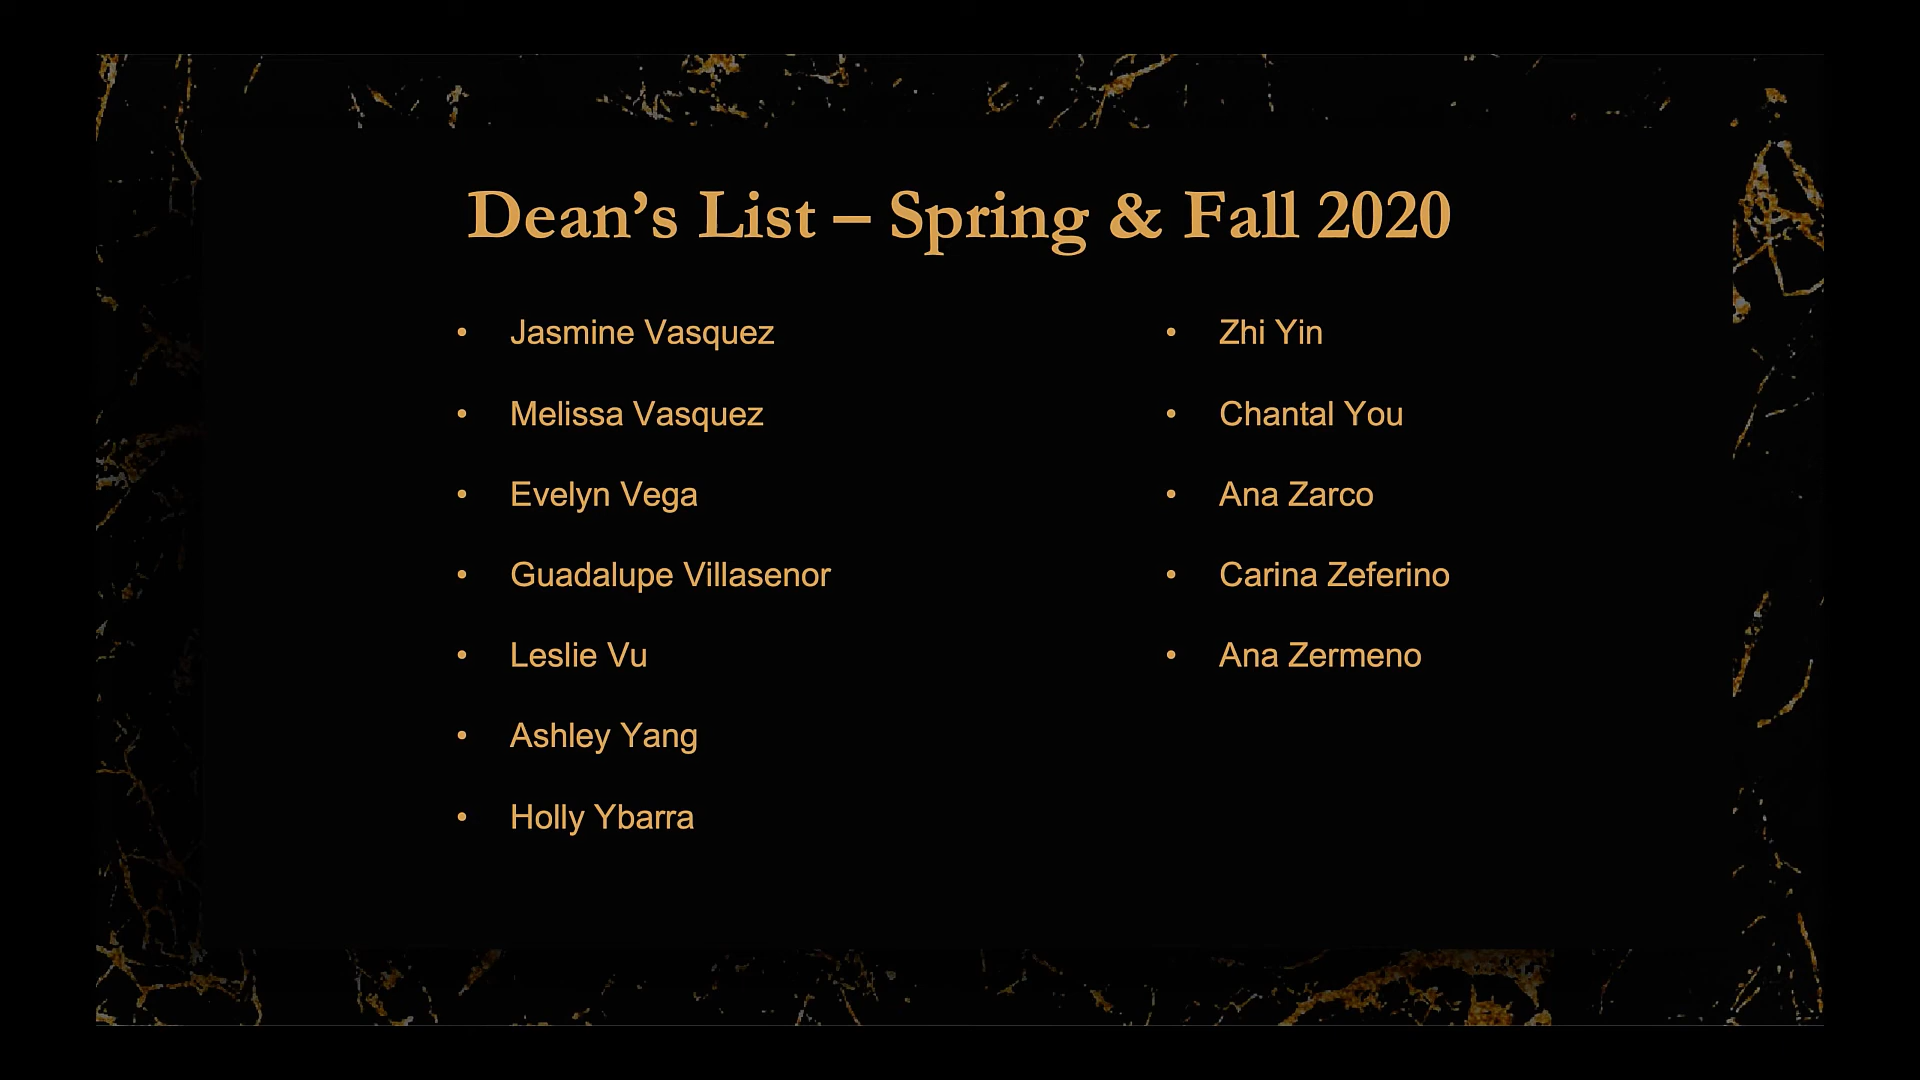 Dean’s List – Spring & Fall 2020
• Jasmine Vasquez
• Melissa Vasquez
• Evelyn Vega
• Guadalupe Villasenor
• Leslie Vu
• Ashley Yang
• Holly Ybarra
• Zhi Yin
• Chantal You
• Ana Zarco
• Carina Zeferino
• Ana Zermeno